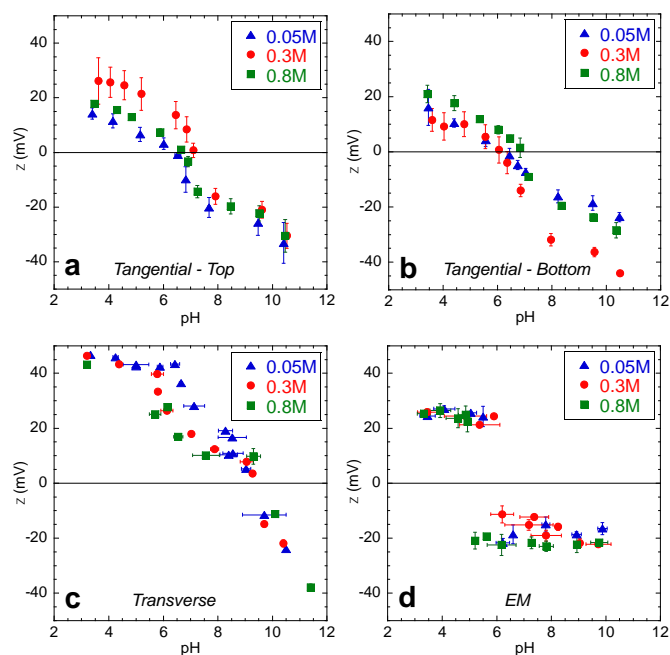 0.05M
0.3M
0.8M
40
20
0
-20
-40
z (mV)
a
Tangential - Top
2 4 6 8 10 12
pH
0.05M
0.3M
0.8M
40
20
0
-20
-40
z (mV)
b
Tangential - Bottom
2 4 6 8 10 12
pH
0.05M
0.3M
0.8M
40
20
0
-20
-40
z (mV)
c
Transverse
2 4 6 8 10 12
pH
0.05M
0.3M
0.8M
40
20
0
-20
-40
z (mV)
d
EM
2 4 6 8 10 12
pH